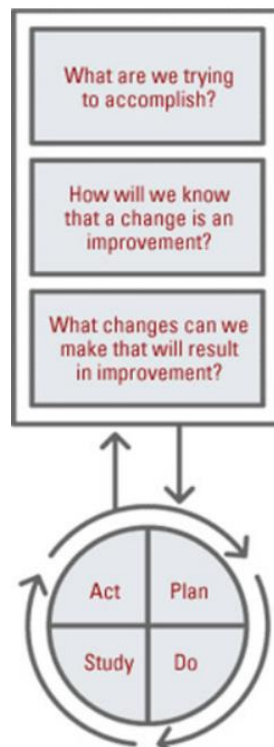 What are we trying
to accomplish?
How will we know
that a change is an
improvement?
What changes can we
make that will result
in improvement?
Act Plan
Study Do